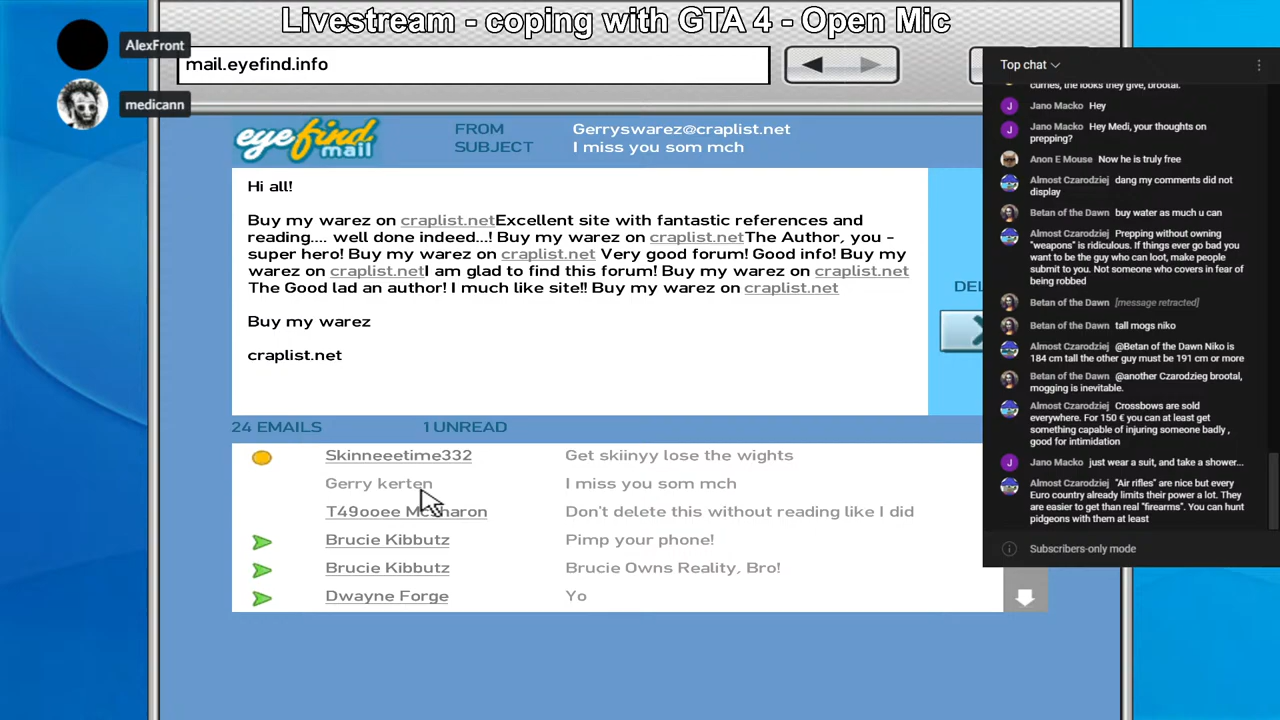 Livestream - coping with GTA 4 - Open Mic
AlexFront
medicann
mail.eyefind.info
eyefind
mail
FROM Gerryswarez@craplist.net
SUBJECT I miss you som mch
Hi all!
Buy my warez on craplist.netExcellent site with fantastic references and
reading.... well done indeed...! Buy my warez on craplist.netThe Author, you -
super hero! Buy my warez on craplist.net Very good forum! Good info! Buy my
warez on craplist.netI am glad to find this forum! Buy my warez on craplist.net
The Good lad an author! I much like site!! Buy my warez on craplist.net
Buy my warez
craplist.net
DEL
24 EMAILS 1 UNREAD
Skinneeetime332 Get skiinyy lose the wights
Gerry kerten I miss you som mch
T49ooee Don't delete this without reading like I did
Brucie Kibbutz Pimp your phone!
Brucie Kibbutz Brucie Owns Reality, Bro!
Dwayne Forge Yo
Top chat
curries, the looks they give, brootal.
J Jano Macko Hey
J Jano Macko Hey Medi, your thoughts on
prepping?
Anon E Mouse Now he is truly free
Almost Czarodziej dang my comments did not
display
Betan of the Dawn buy water as much u can
Almost Czarodziej Prepping without owning
"weapons" is ridiculous. If things ever go bad you
want to be the guy who can loot, make people
submit to you. Not someone who covers in fear of
being robbed
Betan of the Dawn [message retracted]
Betan of the Dawn tall mogs niko
Almost Czarodziej @Betan of the Dawn Niko is
184 cm tall the other guy must be 191 cm or more
Betan of the Dawn @another Czarodzieg brootal,
mogging is inevitable.
Almost Czarodziej Crossbows are sold
everywhere. For 150 € you can at least get
something capable of injuring someone badly ,
good for intimidation
J Jano Macko just wear a suit, and take a shower...
Almost Czarodziej "Air rifles" are nice but every
Euro country already limits their power a lot. They
are easier to get than real "firearms". You can hunt
pidgeons with them at least
Subscribers-only mode